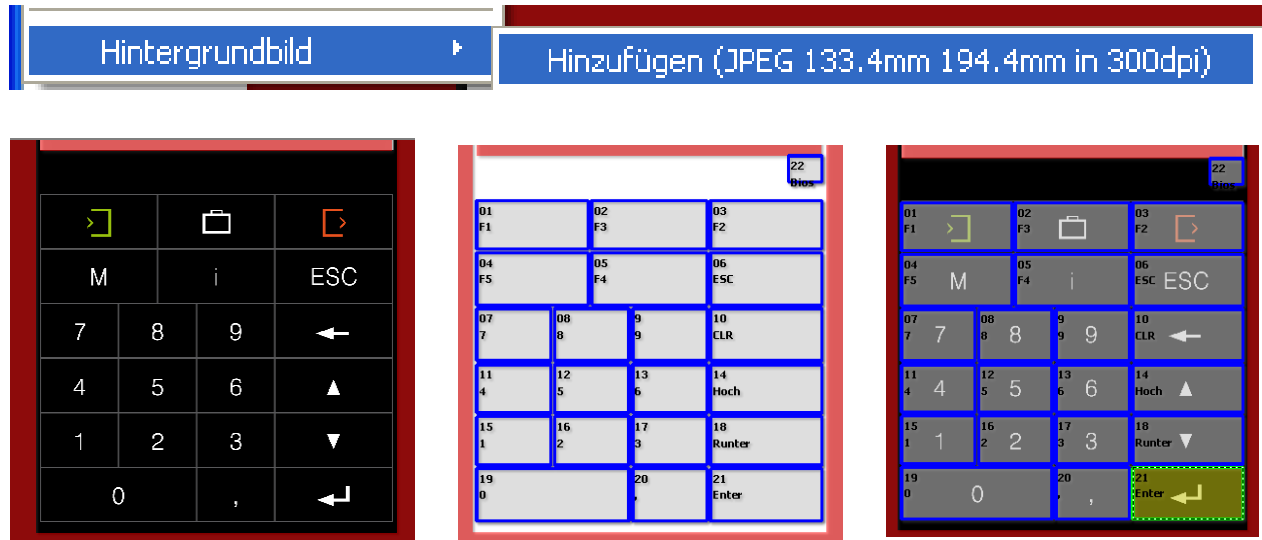 Hintergrundbild
Hinzufügen (JPEG 133.4mm 194.4mm in 300dpi)
M i ESC
7 8 9
4 5 6
1 2 3
0 ,
22
Bios
01 02 03
F1 F3 F2
04 05 06
F5 F4 ESC
07 08 9 10
7 8 9 CLR
11 12 13 14
4 5 6 Hoch
15 16 17 18
1 2 3 Runter
19 20 21
0 , Enter
22
Bios
01 02 03
F1 F3 F2
04 05 06
F5 M F4 i ESC ESC
07 08 9 10
7 7 8 8 9 9 CLR
11 12 13 14
4 4 5 5 6 6 Hoch
15 16 17 18
1 1 2 2 3 3 Runter
19 20 21
0 0 , , Enter